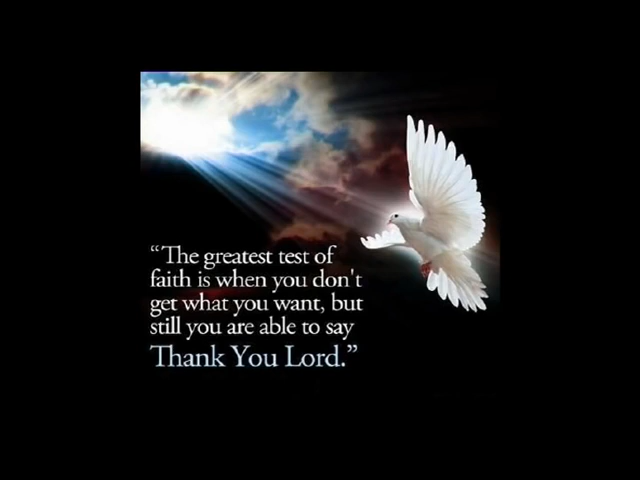 “The greatest test of
faith is when you don't
get what you want, but
still you are able to say
Thank You Lord.”